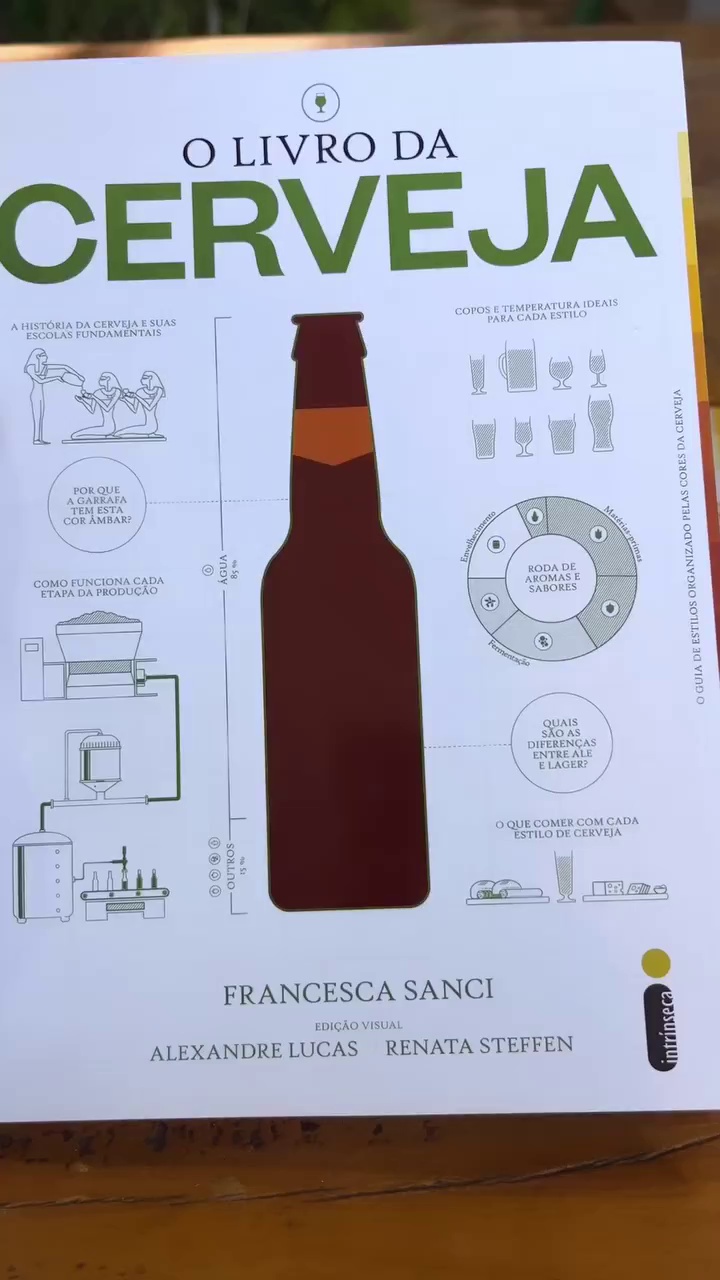 O LIVRO DA
CERVEJA
A HISTÓRIA DA CERVEJA E SUAS
ESCOLAS FUNDAMENTAIS
COPOS E TEMPERATURA IDEAIS
PARA CADA ESTILO
POR QUE
A GARRAFA
TEM ESTA
COR ÂMBAR?
COMO FUNCIONA CADA
ETAPA DA PRODUÇÃO
ÁGUA
85%
OUTROS
15%
Envelhecimento
Matérias-primas
Fermentação
RODA DE
AROMAS E
SABORES
QUAIS
SÃO AS
DIFERENÇAS
ENTRE ALE
E LAGER?
O QUE COMER COM CADA
ESTILO DE CERVEJA
O GUIA DE ESTILOS ORGANIZADO PELAS CORES DA CERVEJA
FRANCESCA SANCI
EDIÇÃO VISUAL
ALEXANDRE LUCAS RENATA STEFFEN
intrínseca